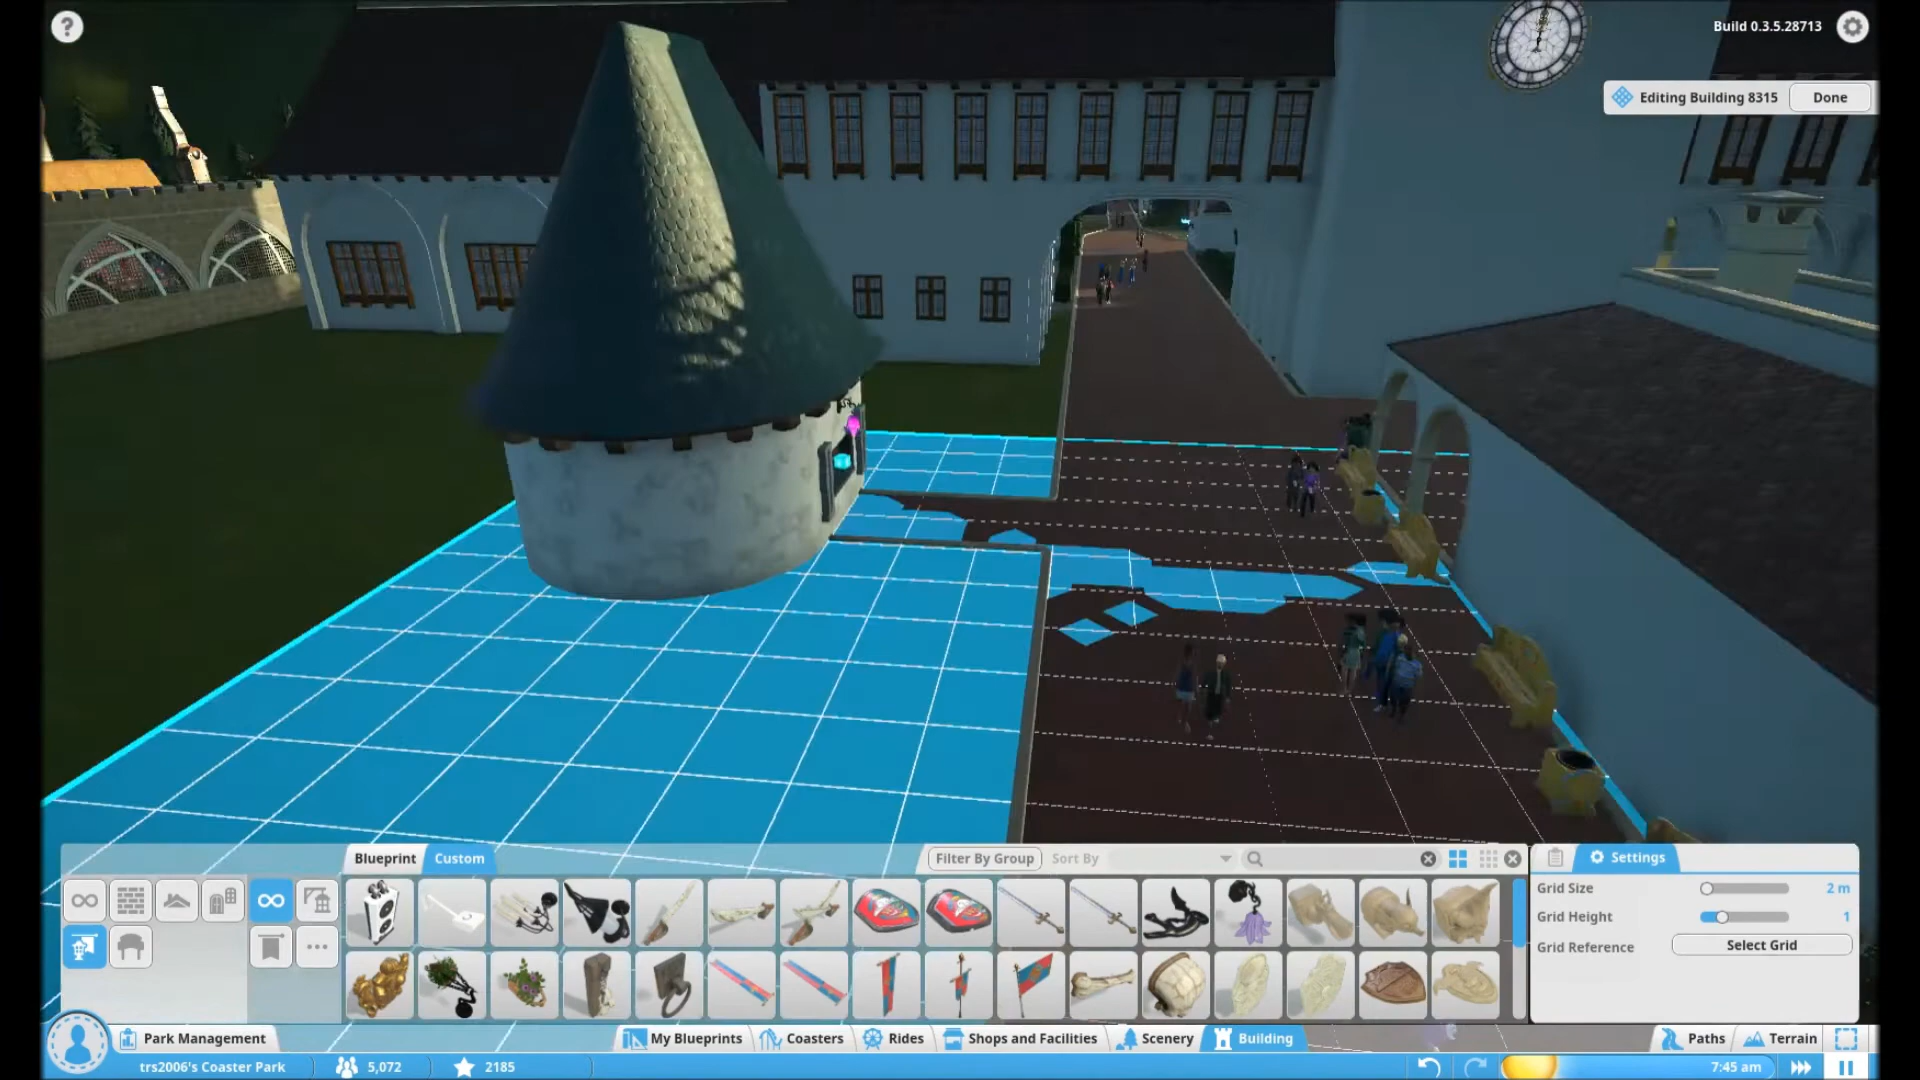 ?
Build 0.3.5.28713
Editing Building 8315
Done
Blueprint
Custom
Filter By Group
Sort By
Settings
Grid Size
2 m
Grid Height
1
Grid Reference
Select Grid
Park Management
My Blueprints
Coasters
Rides
Shops and Facilities
Scenery
Building
Paths
Terrain
trs2006's Coaster Park
5,072
2185
7:45 am